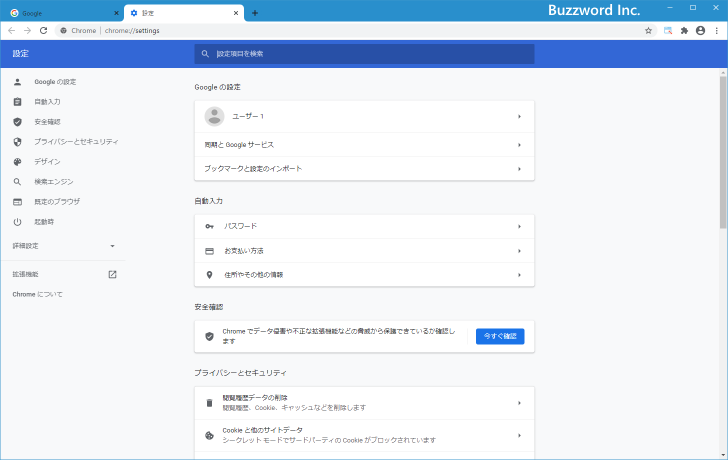 Google
設定
Buzzword Inc.
Chrome | chrome://settings
設定
設定項目を検索
Google の設定
自動入力
安全確認
プライバシーとセキュリティ
デザイン
検索エンジン
既定のブラウザ
起動時
詳細設定
拡張機能
Chrome について
Google の設定
ユーザー 1
同期と Google サービス
ブックマークと設定のインポート
自動入力
パスワード
お支払い方法
住所やその他の情報
安全確認
Chrome でデータ侵害や不正な拡張機能などの脅威から保護できているか確認し
ます
今すぐ確認
プライバシーとセキュリティ
閲覧履歴データの削除
閲覧履歴、Cookie、キャッシュなどを削除します
Cookie と他のサイトデータ
シークレット モードでサードパーティの Cookie がブロックされています